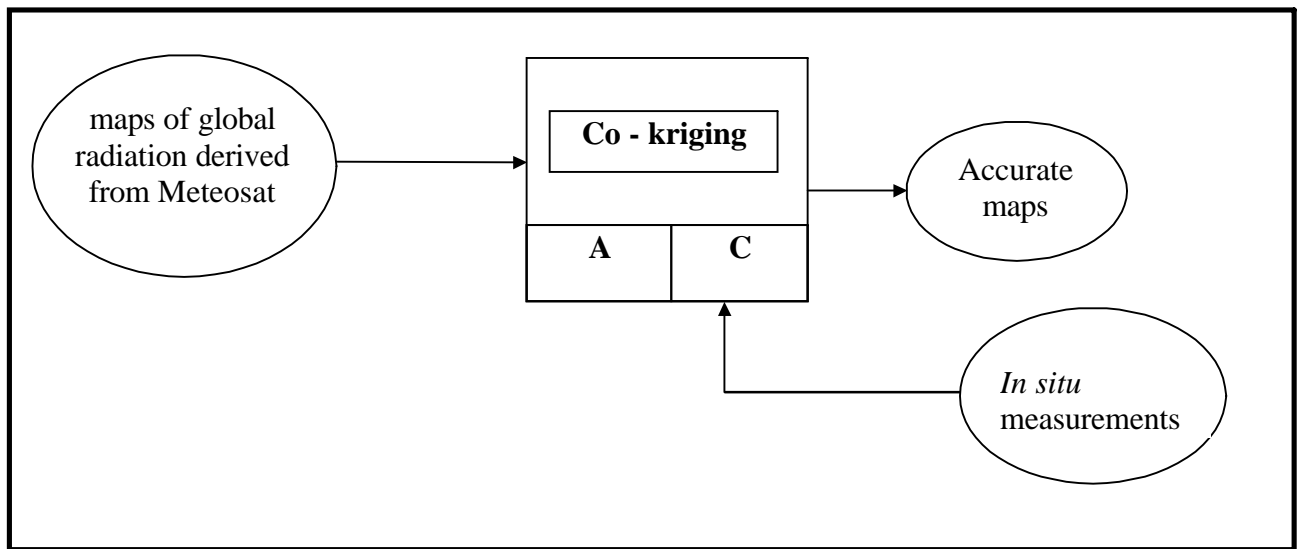 maps of global
radiation derived
from Meteosat
Co - kriging
A
C
Accurate
maps
In situ
measurements